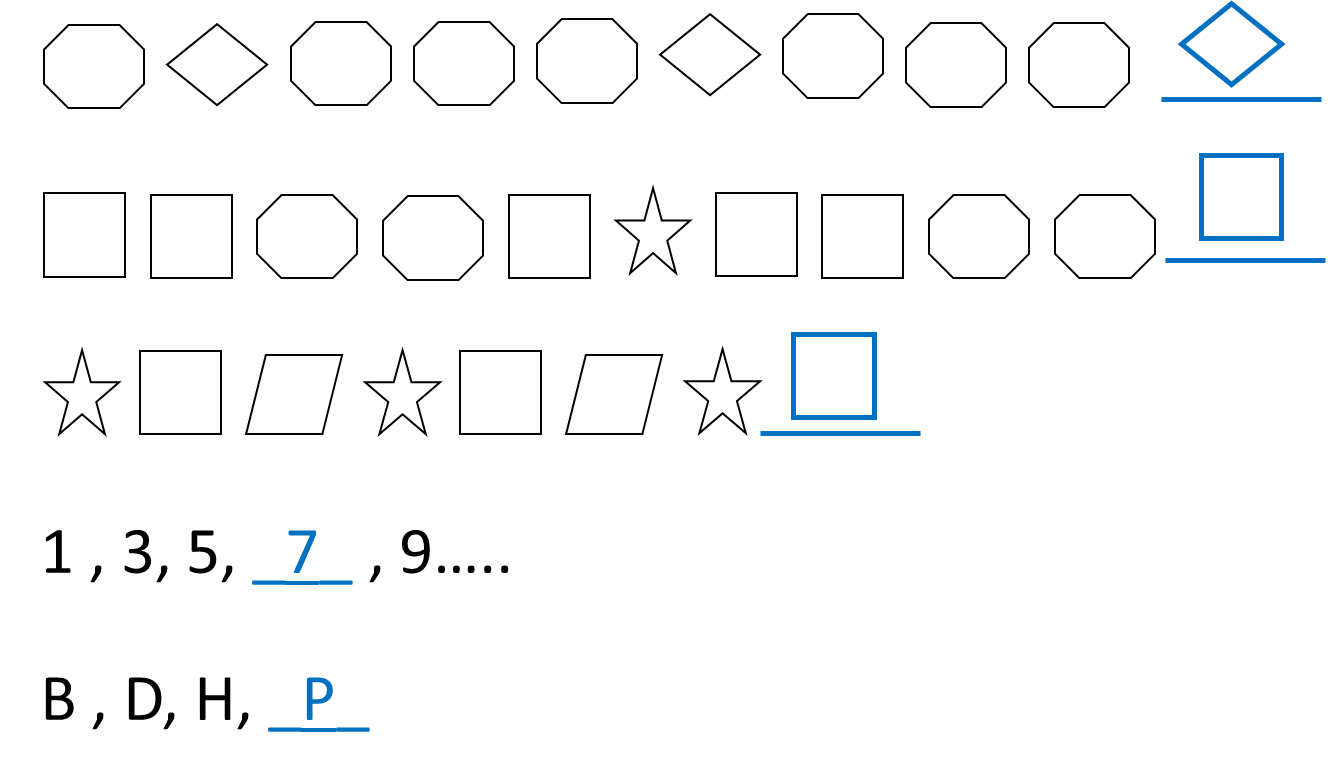 1 , 3, 5, _7_ , 9.....
B , D, H, _P_